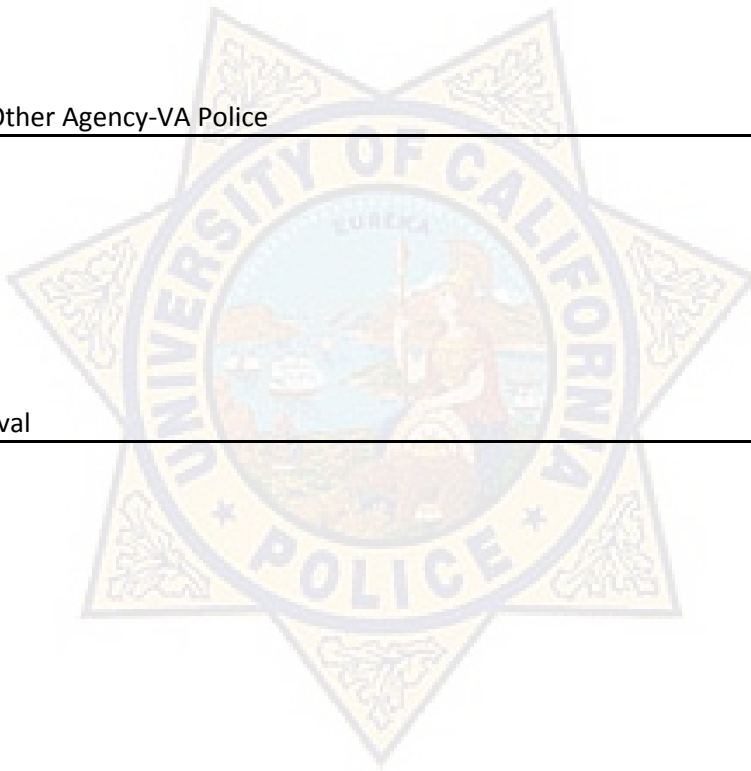 Other Agency-VA Police
UNIVERSITY OF CALIFORNIA
EUREKA
val
POLICE